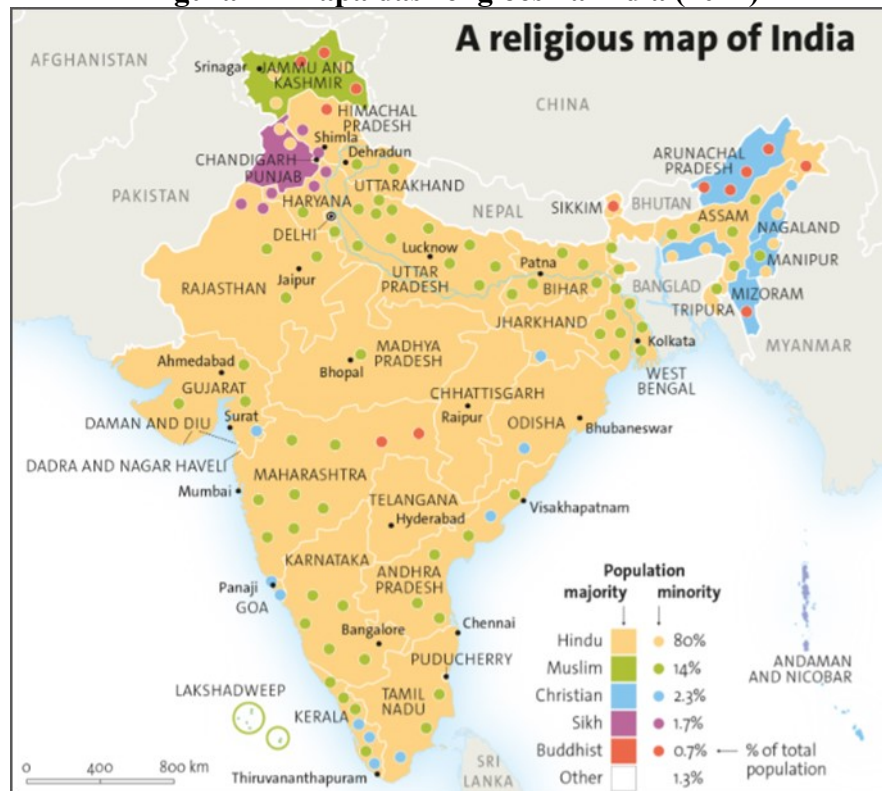 A religious map of India
AFGHANISTAN
Srinagar
JAMMU AND
KASHMIR
CHINA
HIMACHAL
PRADESH
Shimla
CHANDIGARH
Dehradun
PUNJAB
ARUNACHAL
PRADESH
PAKISTAN
UTTARAKHAND
HARYANA
NEPAL
SIKKIM
BHUTAN
ASSAM
DELHI
NAGALAND
Lucknow
MANIPUR
Jaipur
UTTAR
PRADESH
Patna
RAJASTHAN
BIHAR
BANGLAD
MIZORAM
TRIPURA
JHARKHAND
Kolkata
MYANMAR
Ahmedabad
MADHYA
PRADESH
Bhopal
WEST
BENGAL
GUJARAT
CHHATTISGARH
Raipur
Surat
DAMAN AND DIU
ODISHA
Bhubaneswar
DADRA AND NAGAR HAVELI
MAHARASHTRA
Mumbai
TELANGANA
Visakhapatnam
Hyderabad
KARNATAKA
ANDHRA
PRADESH
Panaji
GOA
Chennai
Bangalore
PUDUCHERRY
LAKSHADWEEP
KERALA
TAMIL
NADU
ANDAMAN
AND NICOBAR
SRI
LANKA
Thiruvananthapuram
0 400 800 km
Population
majority minority
Hindu 80%
Muslim 14%
Christian 2.3%
Sikh 1.7%
Buddhist 0.7% % of total
population
Other 1.3%